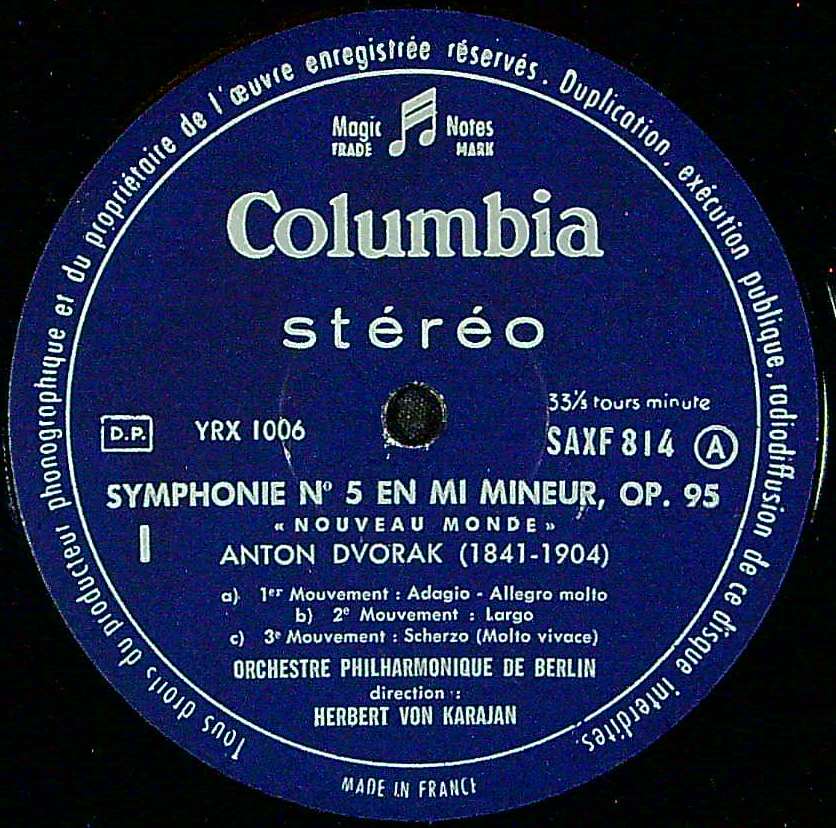 Tous droits du producteur phonographique et du propriétaire de l'œuvre enregistrée réservés. Duplication, exécution publique, radiodiffusion de ce disque interdites.
Magic Notes
TRADE MARK
Columbia
stéréo
33⅓ tours minute
D.P. YRX 1006 SAXF 814 A
SYMPHONIE Nº 5 EN MI MINEUR, OP. 95
« NOUVEAU MONDE »
I ANTON DVORAK (1841-1904)
a) 1er Mouvement : Adagio - Allegro molto
b) 2e Mouvement : Largo
c) 3e Mouvement : Scherzo (Molto vivace)
ORCHESTRE PHILHARMONIQUE DE BERLIN
direction :
HERBERT VON KARAJAN
MADE IN FRANCE